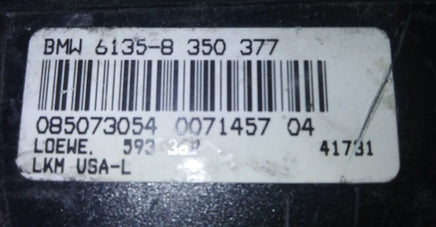 BMW 6135-8 350 377
085073054 0071457 04
LOEWE. 593 41731
LKM USA-L